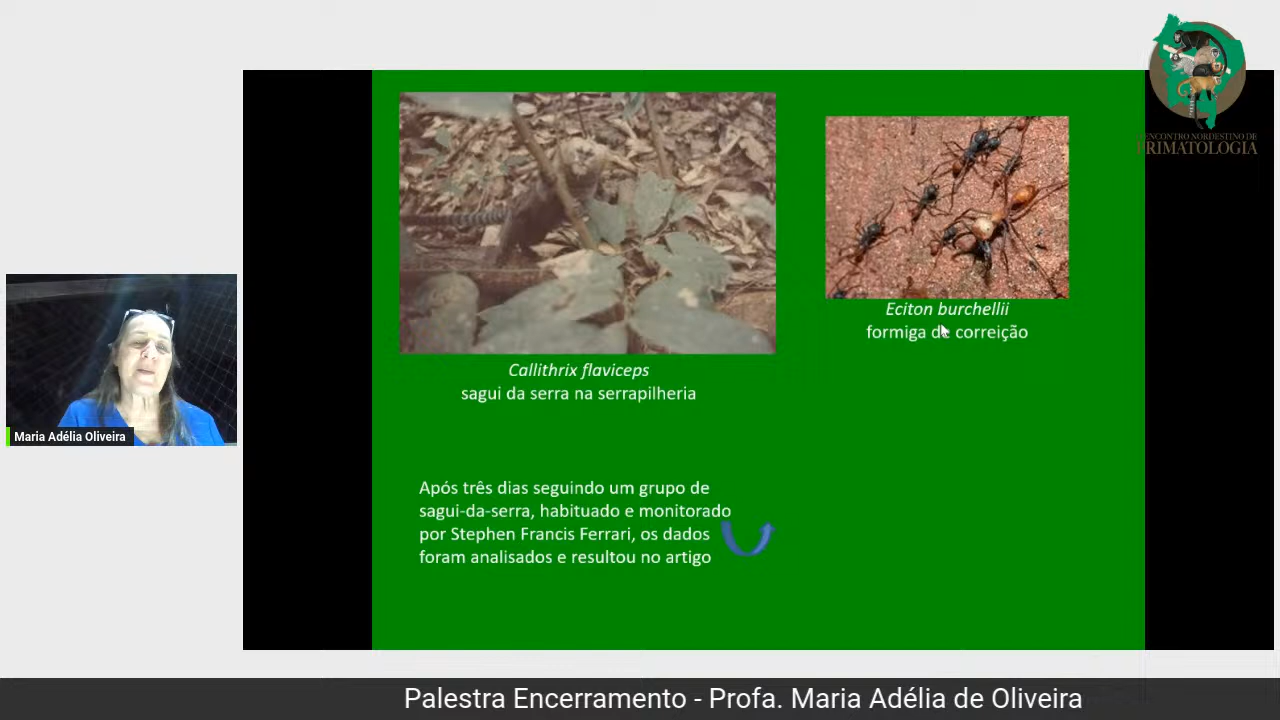 ENCONTRO NORDESTINO DE
PRIMATOLOGIA
Eciton burchellii
formiga de correição
Callithrix flaviceps
sagui da serra na serrapilheria
Maria Adélia Oliveira
Após três dias seguindo um grupo de
sagui-da-serra, habituado e monitorado
por Stephen Francis Ferrari, os dados
foram analisados e resultou no artigo
Palestra Encerramento - Profa. Maria Adélia de Oliveira